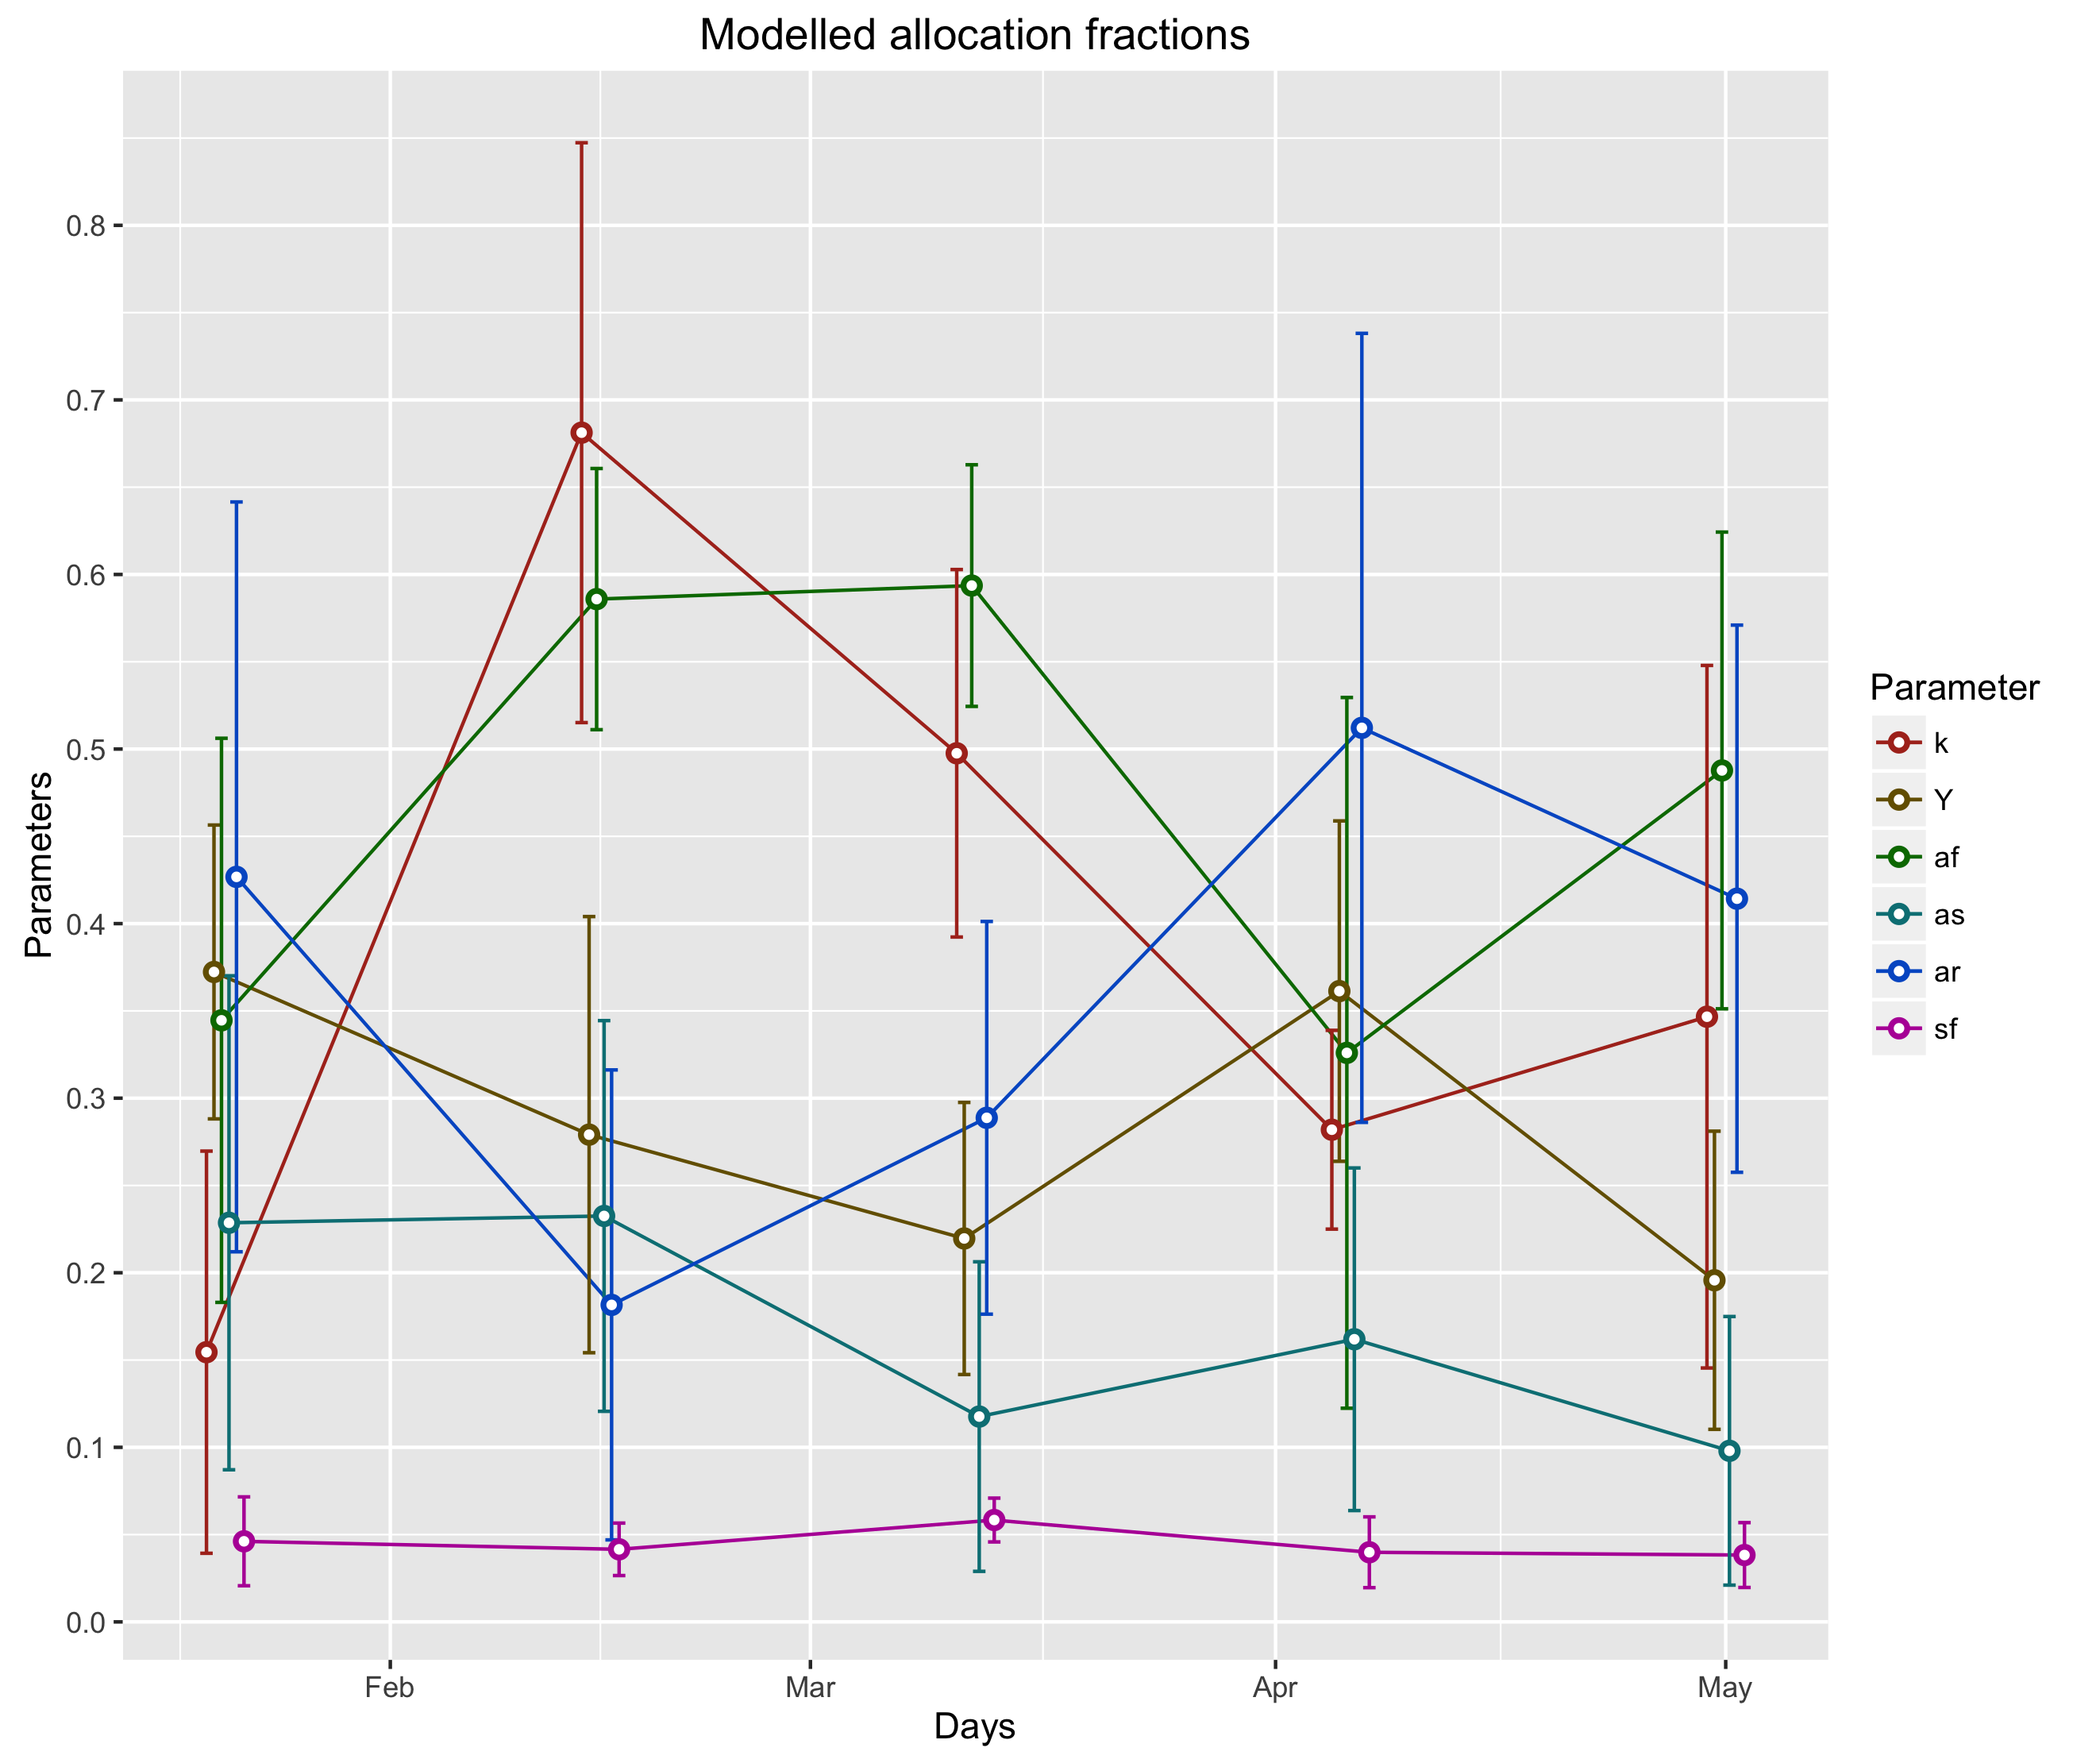 Modelled allocation fractions
Parameters
0.8
0.7
0.6
0.5
0.4
0.3
0.2
0.1
0.0
Feb Mar Apr May
Days
Parameter
k
Y
af
as
ar
sf